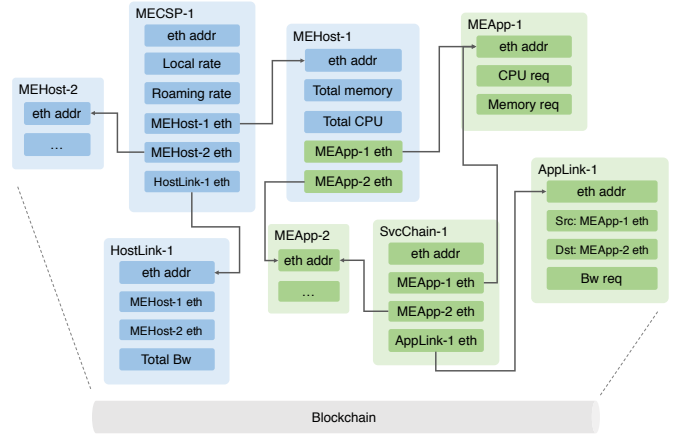 MECSP-1
eth addr
Local rate
Roaming rate
MEHost-1 eth
MEHost-2 eth
HostLink-1 eth
MEHost-2
eth addr
...
MEHost-1
eth addr
Total memory
Total CPU
MEApp-1 eth
MEApp-2 eth
MEApp-1
eth addr
CPU req
Memory req
HostLink-1
eth addr
MEHost-1 eth
MEHost-2 eth
Total Bw
MEApp-2
eth addr
...
SvcChain-1
eth addr
MEApp-1 eth
MEApp-2 eth
AppLink-1 eth
AppLink-1
eth addr
Src: MEApp-1 eth
Dst: MEApp-2 eth
Bw req
Blockchain